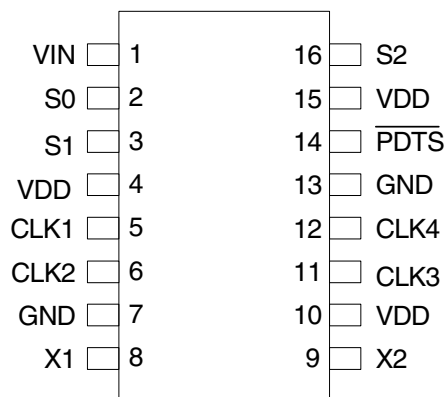 VIN 1 16 S2
S0 2 15 VDD
S1 3 14 PDTS
VDD 4 13 GND
CLK1 5 12 CLK4
CLK2 6 11 CLK3
GND 7 10 VDD
X1 8 9 X2